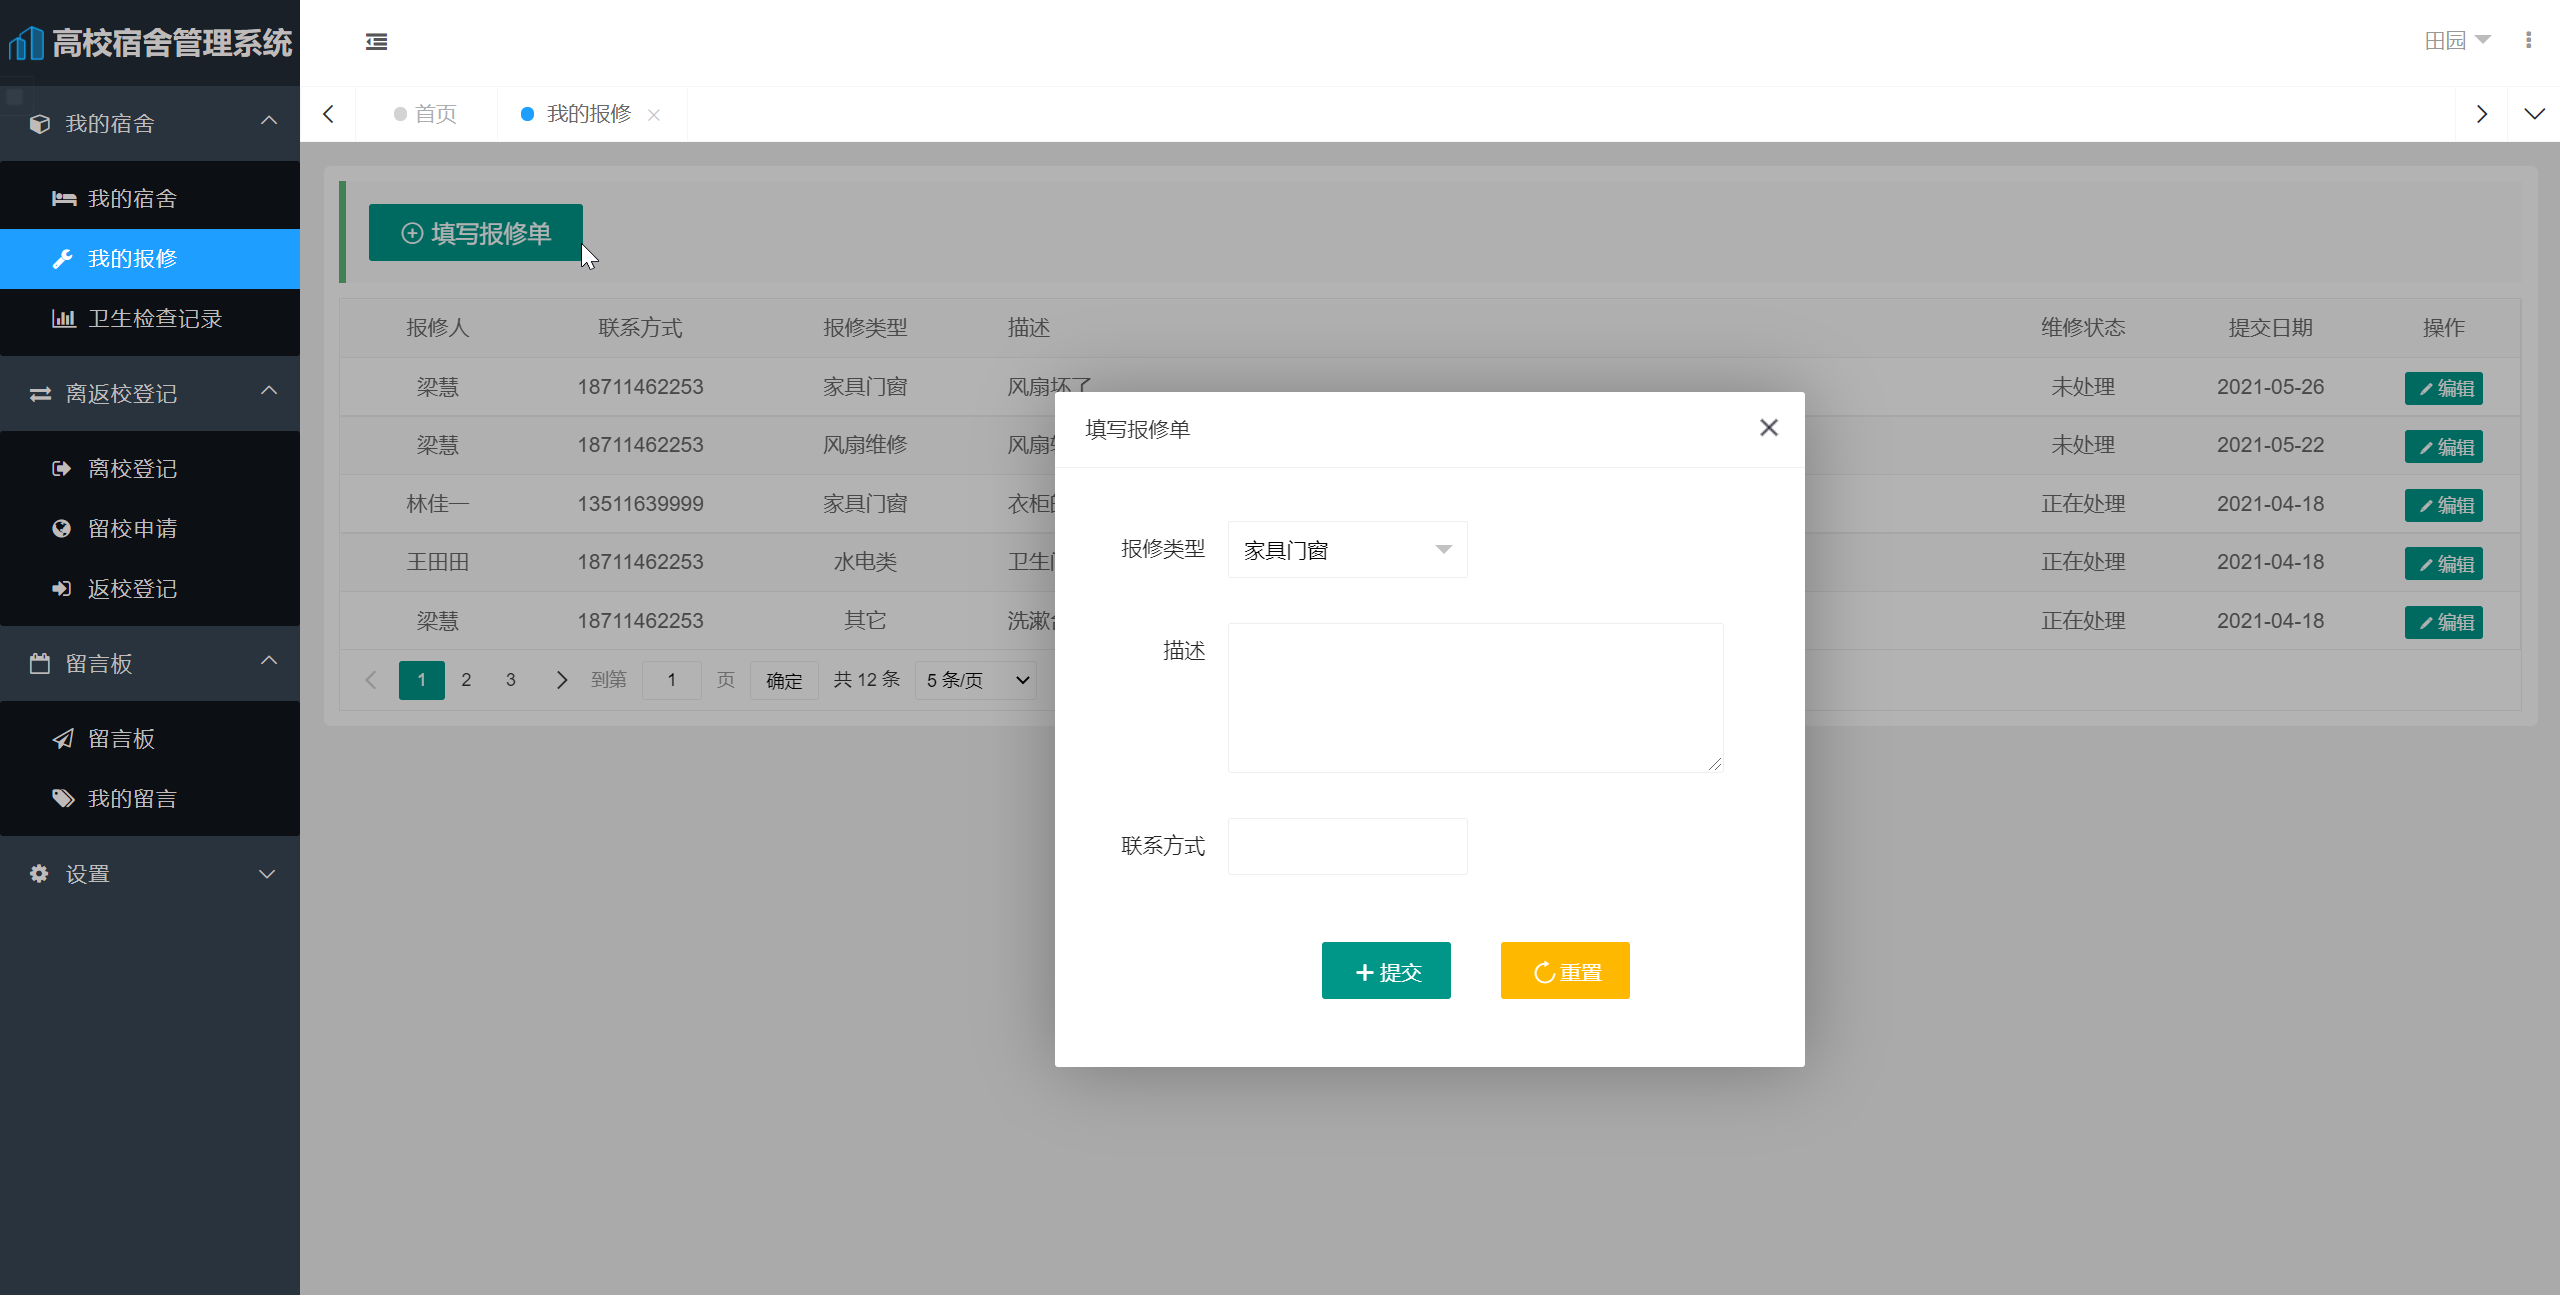 高校宿舍管理系统
田园
我的宿舍
首页
我的报修
我的宿舍
我的报修
卫生检查记录
离返校登记
离校登记
留校申请
返校登记
留言板
留言板
我的留言
设置
填写报修单
报修人 联系方式 报修类型 描述 维修状态 提交日期 操作
梁慧 18711462253 家具门窗 风扇坏了 未处理 2021-05-26 编辑
梁慧 18711462253 风扇维修 风扇 未处理 2021-05-22 编辑
林佳一 13511639999 家具门窗 衣柜 正在处理 2021-04-18 编辑
王田田 18711462253 水电类 卫生 正在处理 2021-04-18 编辑
梁慧 18711462253 其它 洗漱 正在处理 2021-04-18 编辑
1 2 3 到第 1 页 确定 共 12 条 5 条/页
填写报修单
报修类型 家具门窗
描述
联系方式
提交 重置